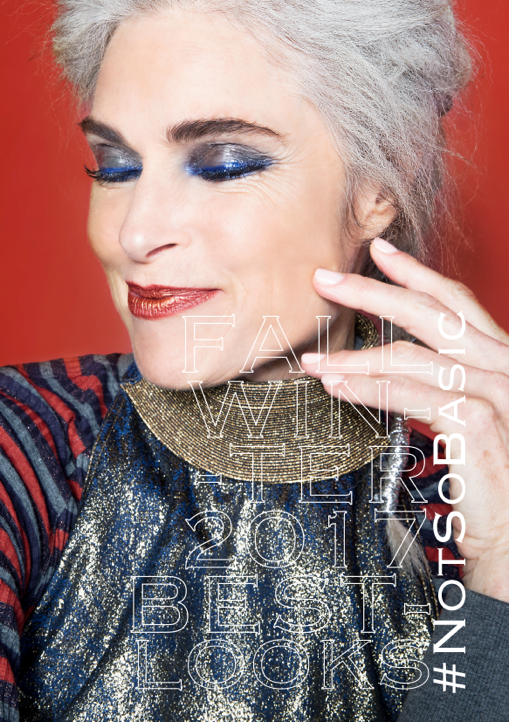 FALL
WIN-
-TER
2017
BEST-
LOOKS
#NOTSOBASIC